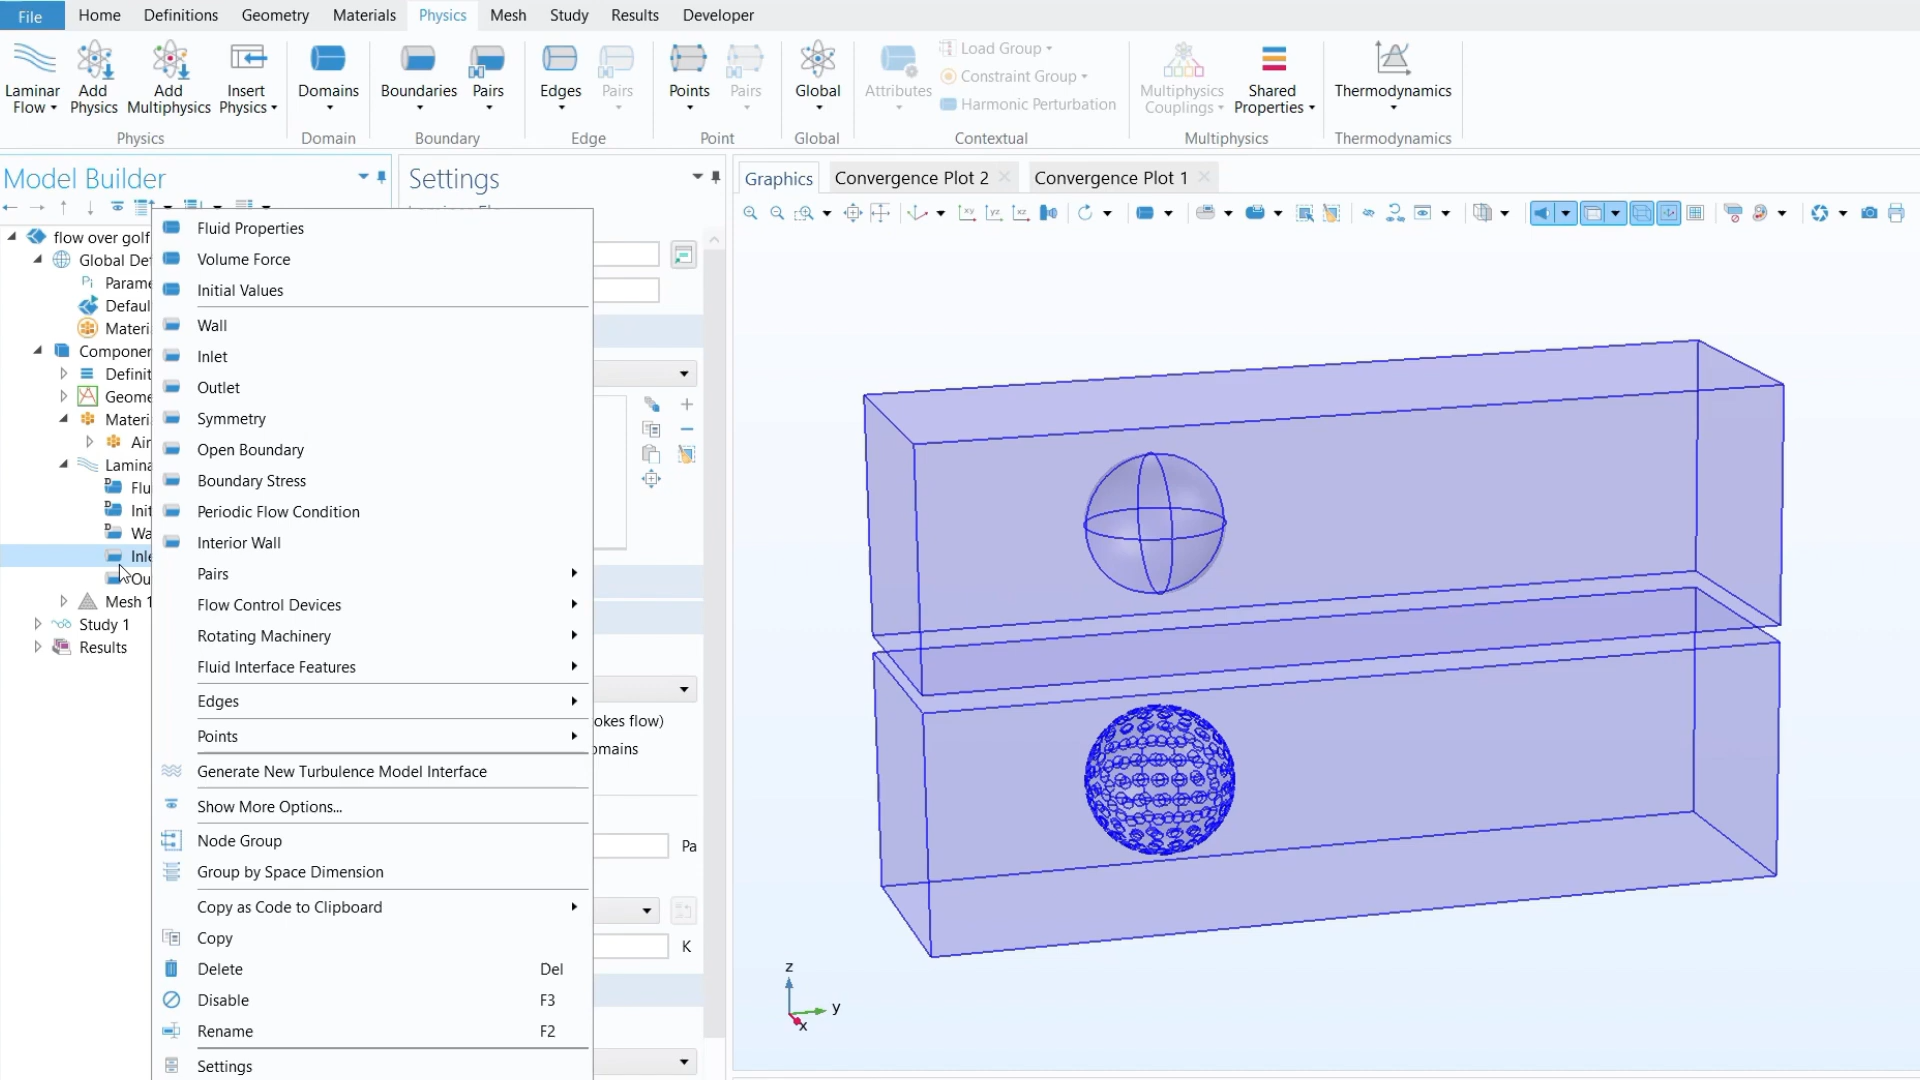 File
Home
Definitions
Geometry
Materials
Physics
Mesh
Study
Results
Developer
Laminar
Flow
Add
Physics
Add
Multiphysics
Insert
Physics
Domains
Boundaries
Pairs
Edges
Pairs
Points
Pairs
Global
Attributes
Load Group
Constraint Group
Harmonic Perturbation
Multiphysics
Couplings
Shared
Properties
Thermodynamics
Physics
Domain
Boundary
Edge
Point
Global
Contextual
Multiphysics
Thermodynamics
Model Builder
Settings
Graphics
Convergence Plot 2
Convergence Plot 1
flow over golf
Global De
Pi Parame
Defaul
Materi
Componer
Definit
Geome
Materi
Air
Lamina
Flu
Init
Wa
Inle
Ou
Mesh 1
Study 1
Results
Fluid Properties
Volume Force
Initial Values
Wall
Inlet
Outlet
Symmetry
Open Boundary
Boundary Stress
Periodic Flow Condition
Interior Wall
Pairs
Flow Control Devices
Rotating Machinery
Fluid Interface Features
Edges
Points
Generate New Turbulence Model Interface
Show More Options...
Node Group
Group by Space Dimension
Copy as Code to Clipboard
Copy
Delete Del
Disable F3
Rename F2
Settings
okes flow)
omains
Pa
K
z
y
x